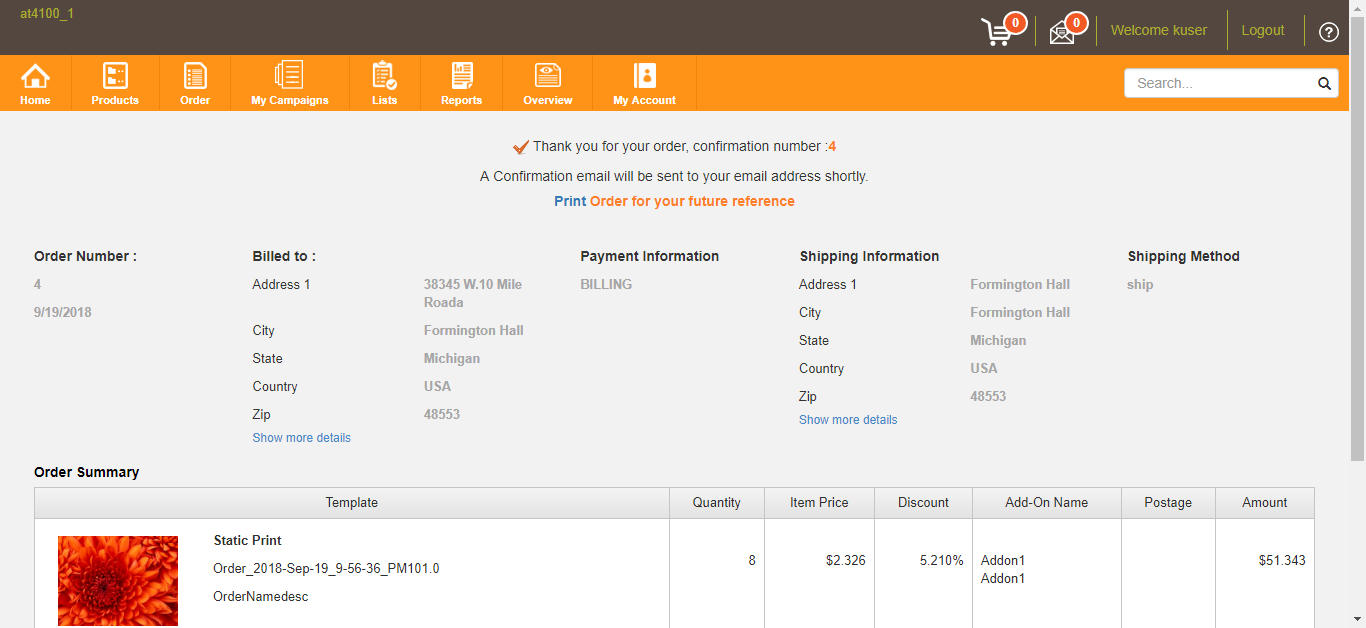 at4100_1
0
0
Welcome kuser
Logout
?
Home
Products
Order
My Campaigns
Lists
Reports
Overview
My Account
Search...
Thank you for your order, confirmation number :4
A Confirmation email will be sent to your email address shortly.
Print Order for your future reference
Order Number :
4
9/19/2018
Billed to :
Address 1 38345 W.10 Mile
Roada
City Formington Hall
State Michigan
Country USA
Zip 48553
Show more details
Payment Information
BILLING
Shipping Information
Address 1 Formington Hall
City Formington Hall
State Michigan
Country USA
Zip 48553
Show more details
Shipping Method
ship
Order Summary
Template Quantity Item Price Discount Add-On Name Postage Amount
Static Print
Order_2018-Sep-19_9-56-36_PM101.0
OrderNamedesc
8 $2.326 5.210% Addon1 $51.343
Addon1